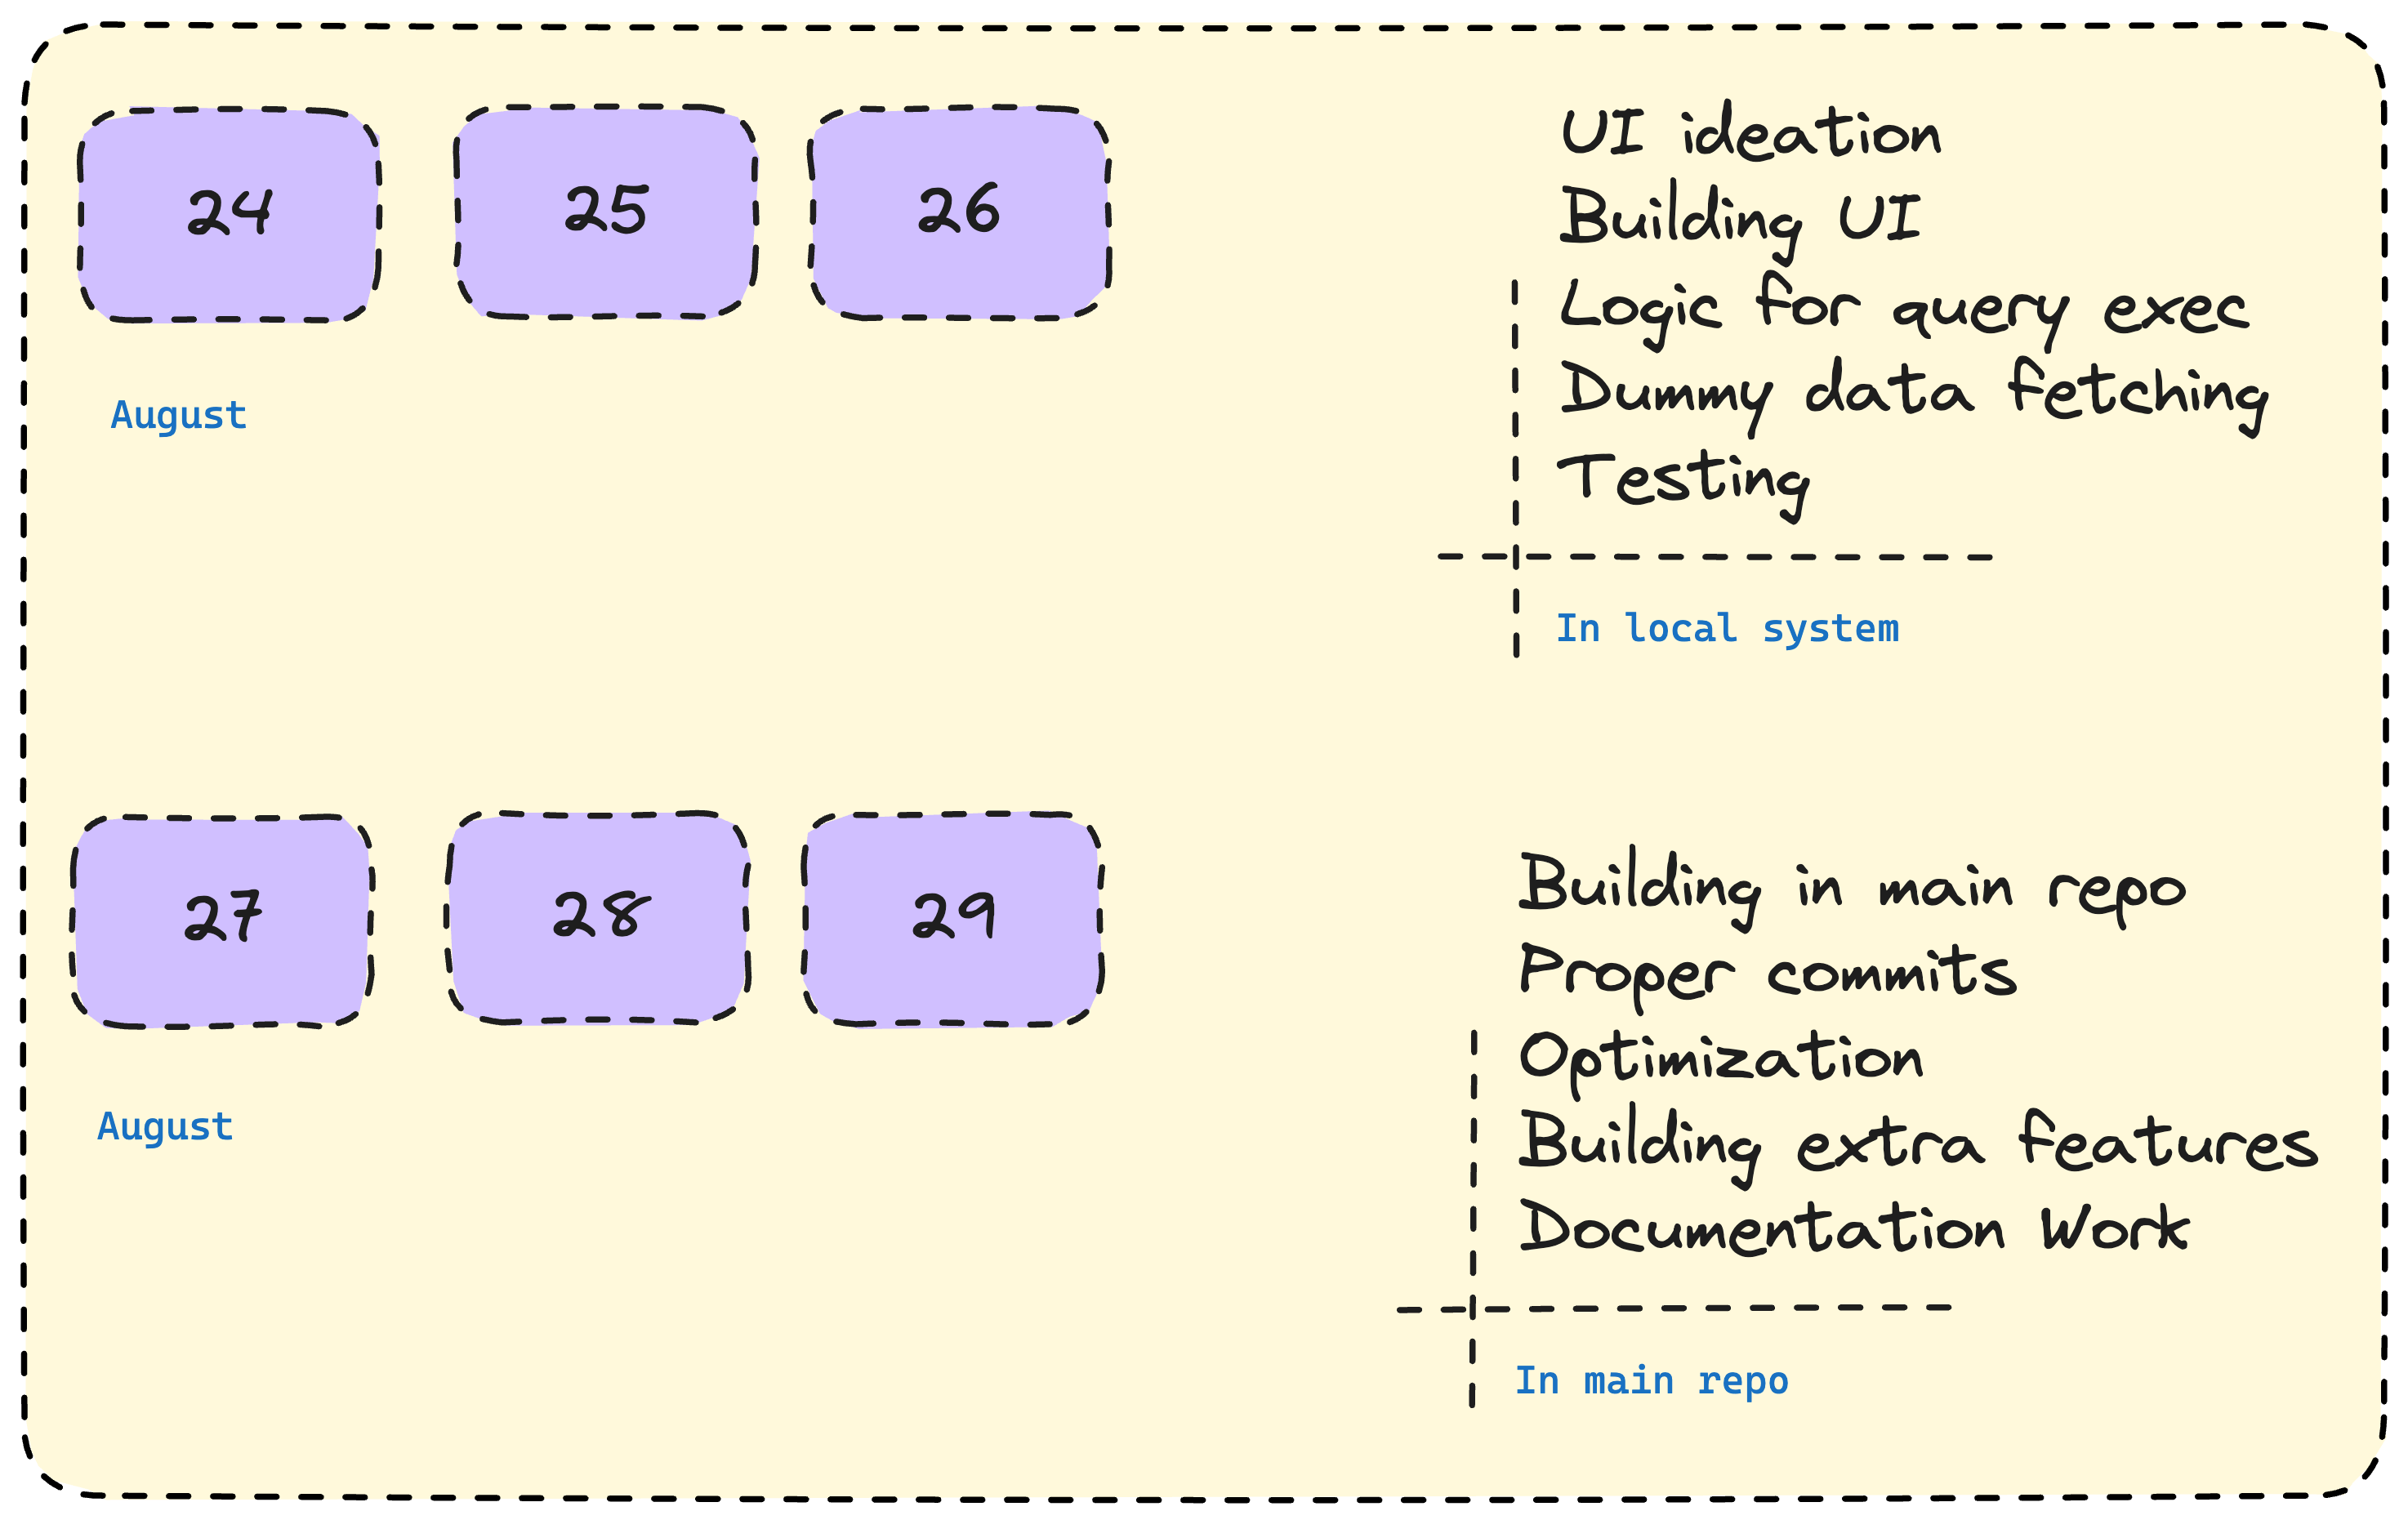 24 25 26
August
UI ideation
Building UI
Logic for query exec
Dummy data fetching
Testing
In local system
27 28 29
August
Building in main repo
Proper commits
Optimization
Building extra features
Documentation Work
In main repo